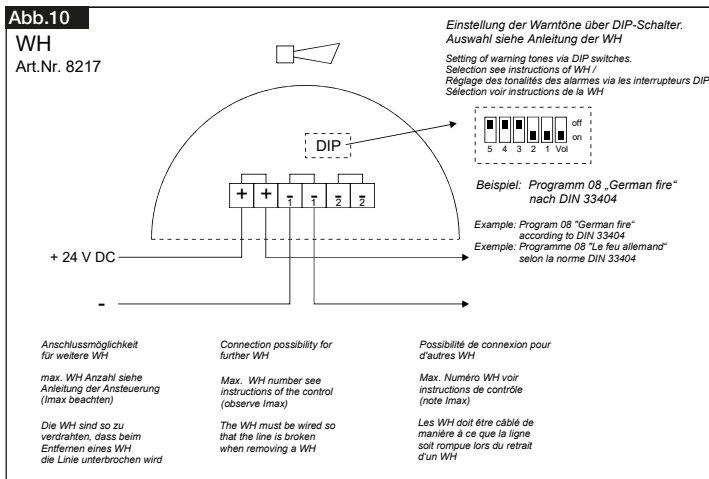 Abb.10
WH
Art.Nr. 8217
Einstellung der Warntöne über DIP-Schalter.
Auswahl siehe Anleitung der WH
Setting of warning tones via DIP switches.
Selection see instructions of WH /
Réglage des tonalités des alarmes via les interrupteurs DIP
Sélection voir instructions de la WH
DIP
off
on
5 4 3 2 1 Vol
Beispiel: Programm 08 „German fire“
nach DIN 33404
Example: Program 08 "German fire"
according to DIN 33404
Exemple: Programme 08 "Le feu allemand"
selon la norme DIN 33404
+ + - - - -
1 1 2 2
+ 24 V DC
-
Anschlussmöglichkeit
für weitere WH
max. WH Anzahl siehe
Anleitung der Ansteuerung
(Imax beachten)
Die WH sind so zu
verdrahten, dass beim
Entfernen eines WH
die Linie unterbrochen wird
Connection possibility for
further WH
Max. WH number see
instructions of the control
(observe Imax)
The WH must be wired so
that the line is broken
when removing a WH
Possibilité de connexion pour
d'autres WH
Max. Numéro WH voir
instructions de contrôle
(note Imax)
Les WH doit être câblé de
manière à ce que la ligne
soit rompue lors du retrait
d'un WH